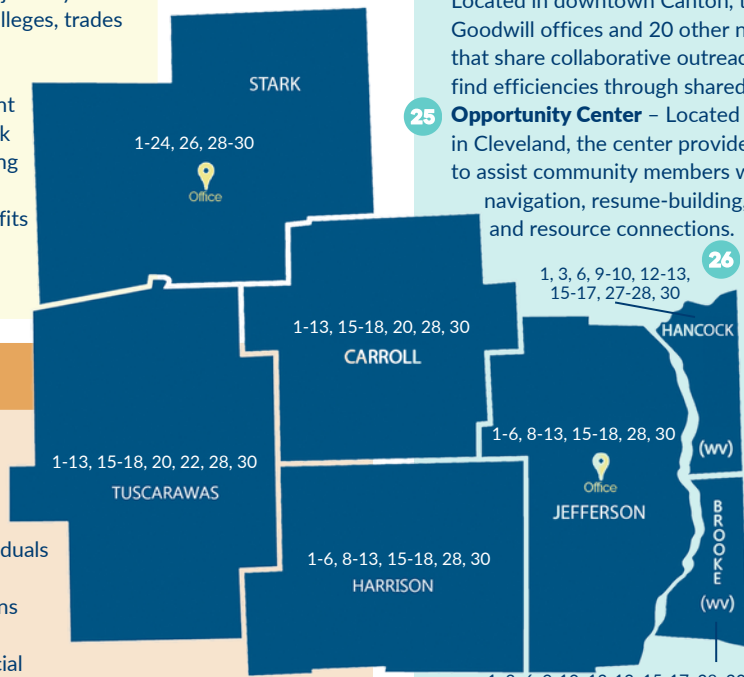 lleges, trades
nt
k
ng
fits
duals
ns
cial
Located in downtown Canton, t
Goodwill offices and 20 other n
that share collaborative outreac
find efficiencies through shared
25 Opportunity Center – Located
in Cleveland, the center provide
to assist community members w
navigation, resume-building,
and resource connections.
26
STARK
1-24, 26, 28-30
Office
1, 3, 6, 9-10, 12-13,
15-17, 27-28, 30
HANCOCK
(wv)
1-13, 15-18, 20, 28, 30
CARROLL
1-6, 8-13, 15-18, 28, 30
Office
JEFFERSON
1-13, 15-18, 20, 22, 28, 30
TUSCARAWAS
BROOKE
(wv)
1-6, 8-13, 15-18, 28, 30
HARRISON